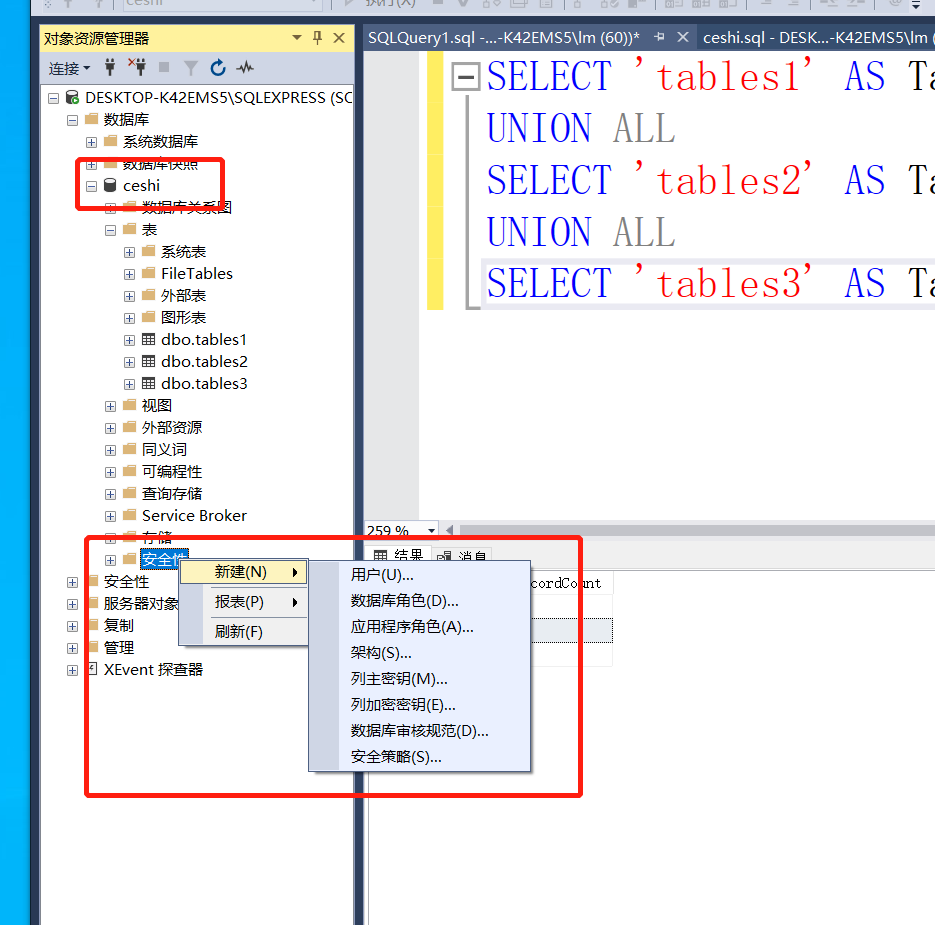 ceshi
执行(X)
对象资源管理器
连接
DESKTOP-K42EMS5\SQLEXPRESS (SC
数据库
系统数据库
数据库快照
ceshi
数据库关系图
表
系统表
FileTables
外部表
图形表
dbo.tables1
dbo.tables2
dbo.tables3
视图
外部资源
同义词
可编程性
查询存储
Service Broker
存储
安全性
安全性
服务器对象
复制
管理
XEvent 探查器
新建(N)
报表(P)
刷新(F)
用户(U)...
数据库角色(D)...
应用程序角色(A)...
架构(S)...
列主密钥(M)...
列加密密钥(E)...
数据库审核规范(D)...
安全策略(S)...
SQLQuery1.sql -...-K42EMS5\lm (60))*
ceshi.sql - DESK...-K42EMS5\lm (
SELECT 'tables1' AS Ta
UNION ALL
SELECT 'tables2' AS Ta
UNION ALL
SELECT 'tables3' AS Ta
259 %
结果 消息
cordCount